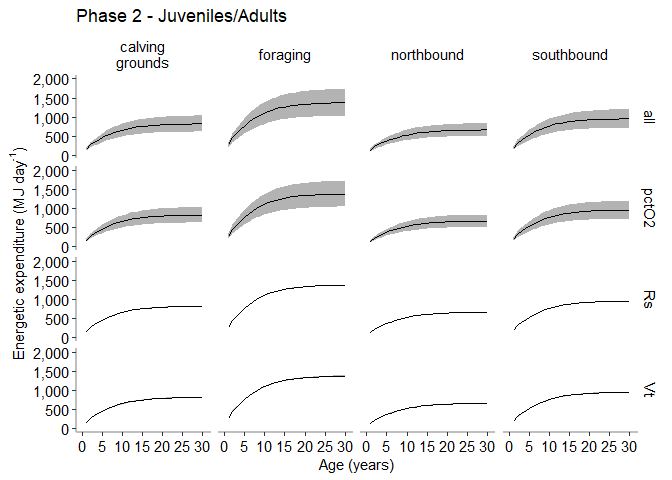 Phase 2 - Juveniles/Adults
calving
grounds
foraging
northbound
southbound
Energetic expenditure (MJ day⁻¹)
2,000
1,500
1,000
500
0
all
2,000
1,500
1,000
500
0
pctO2
2,000
1,500
1,000
500
0
Rs
2,000
1,500
1,000
500
0
Vt
0 5 10 15 20 25 30
0 5 10 15 20 25 30
0 5 10 15 20 25 30
0 5 10 15 20 25 30
Age (years)